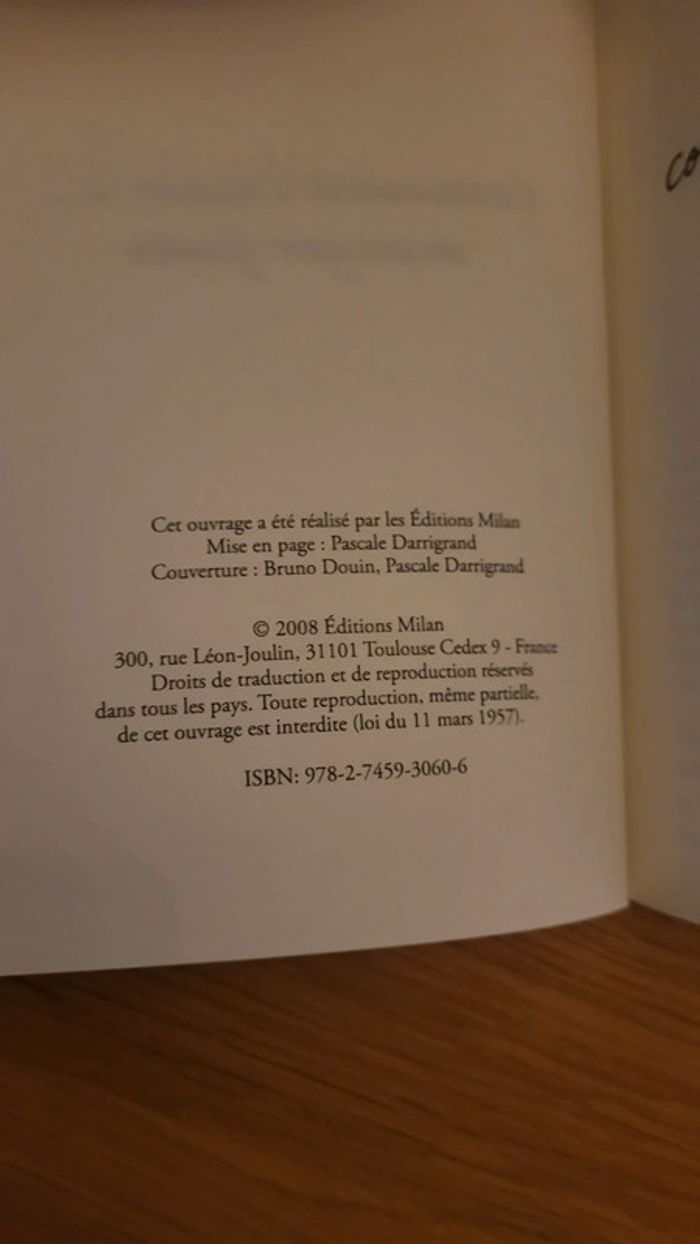 Cet ouvrage a été réalisé par les Éditions Milan
Mise en page : Pascale Darrigrand
Couverture : Bruno Douin, Pascale Darrigrand
© 2008 Éditions Milan
300, rue Léon-Joulin, 31101 Toulouse Cedex 9 - France
Droits de traduction et de reproduction réservés
dans tous les pays. Toute reproduction, même partielle,
de cet ouvrage est interdite (loi du 11 mars 1957).
ISBN: 978-2-7459-3060-6